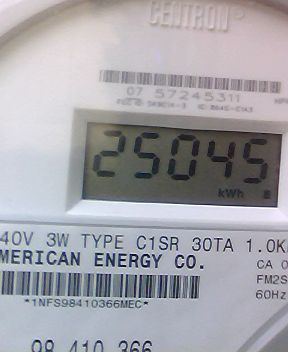 CENTRON®
07 57245311
25045
kWh
40V 3W TYPE C1SR 30TA 1.0K
MERICAN ENERGY CO.
CA 0
FM2S
60Hz
*1NFS98410366MEC*
98 410 366